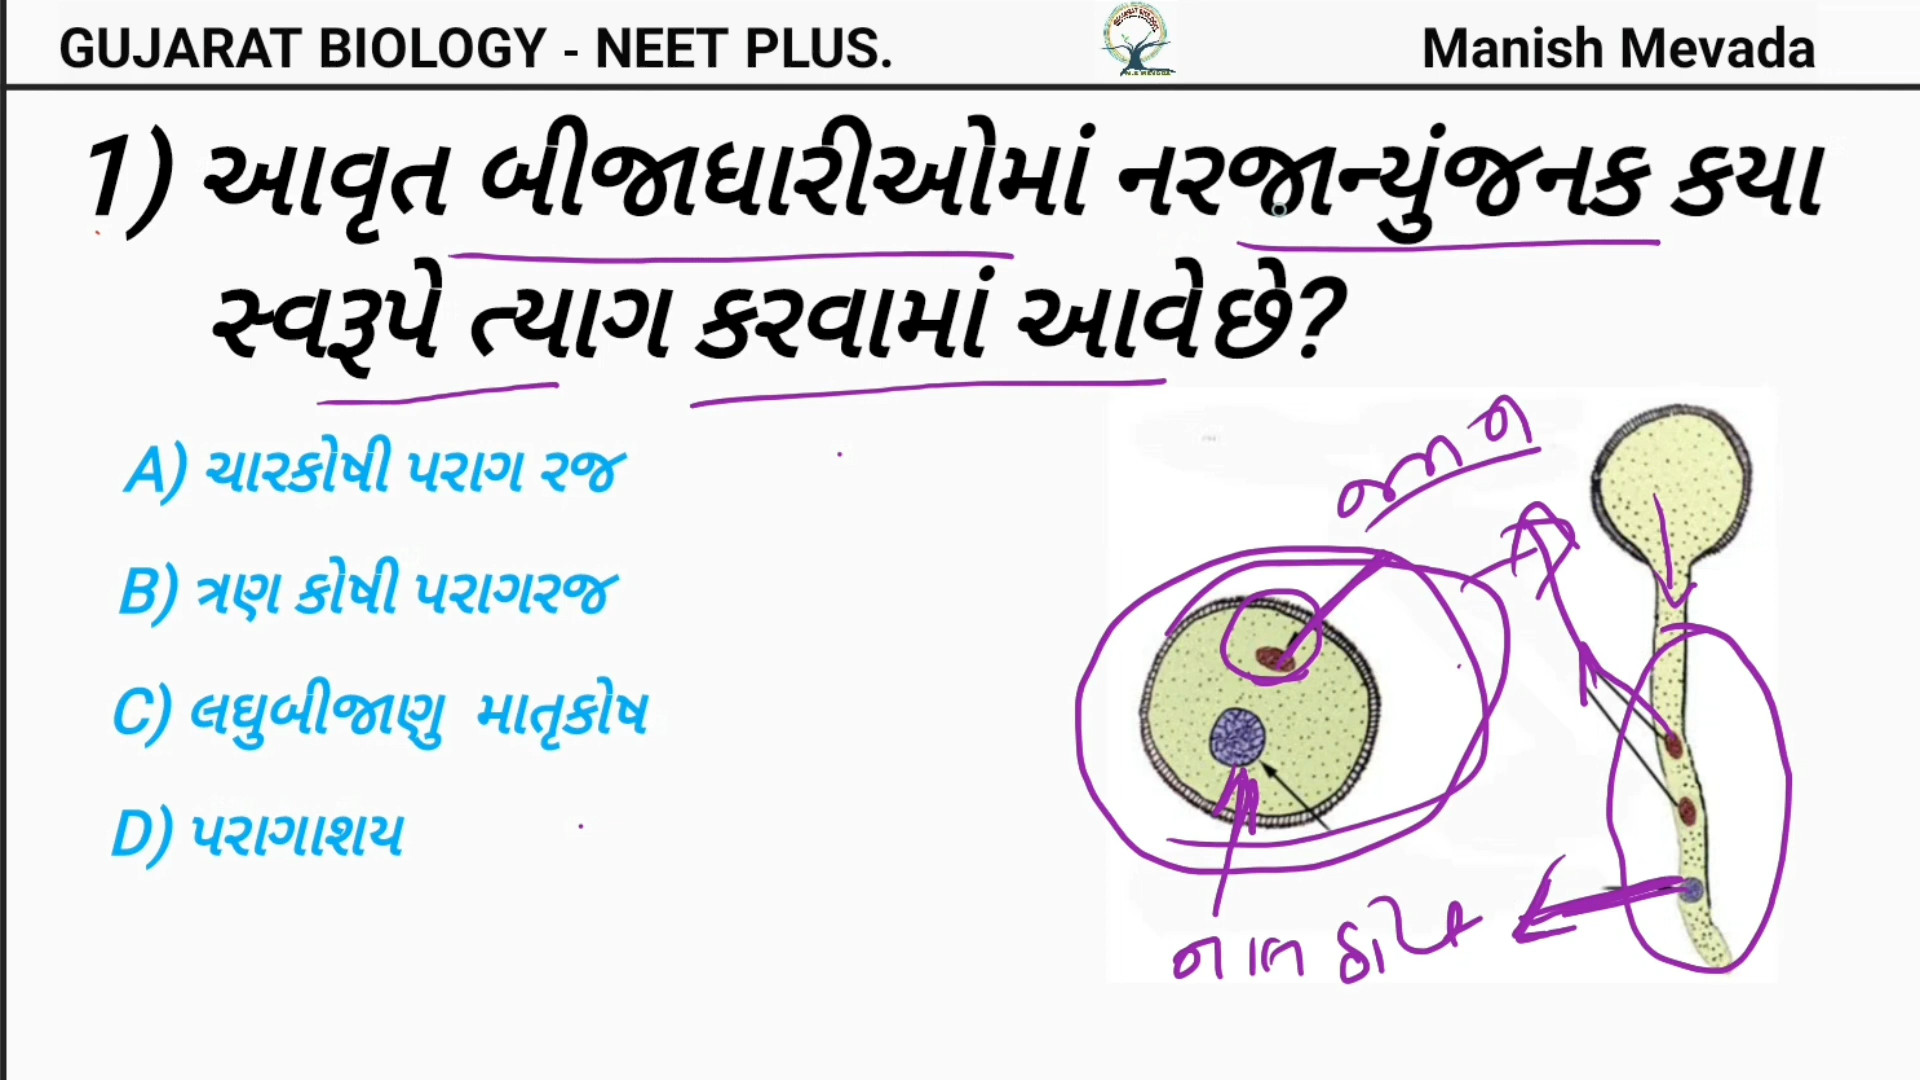 GUJARAT BIOLOGY - NEET PLUS.
Manish Mevada
1) આવૃત બીજાધારીઓમાં નરજાન્યુંજનક કયા
સ્વરૂપે ત્યાગ કરવામાં આવેછે?
A) ચારકોષી પરાગ રજ
B) ત્રણ કોષી પરાગરજ
C) લઘુબીજાણુ માતૃકોષ
D) પરાગાશય